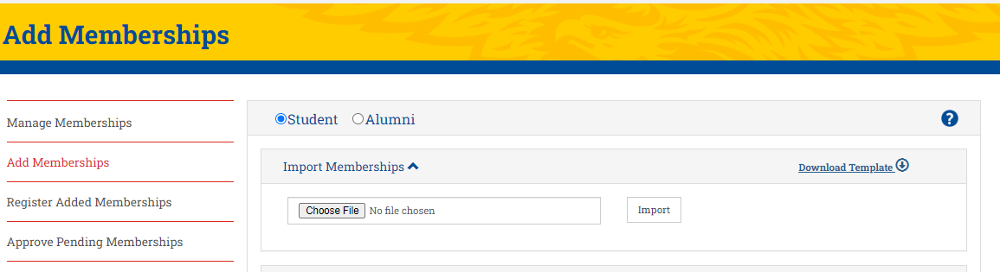 Add Memberships
Manage Memberships
Add Memberships
Register Added Memberships
Approve Pending Memberships
Student Alumni ?
Import Memberships Download Template
Choose File No file chosen Import